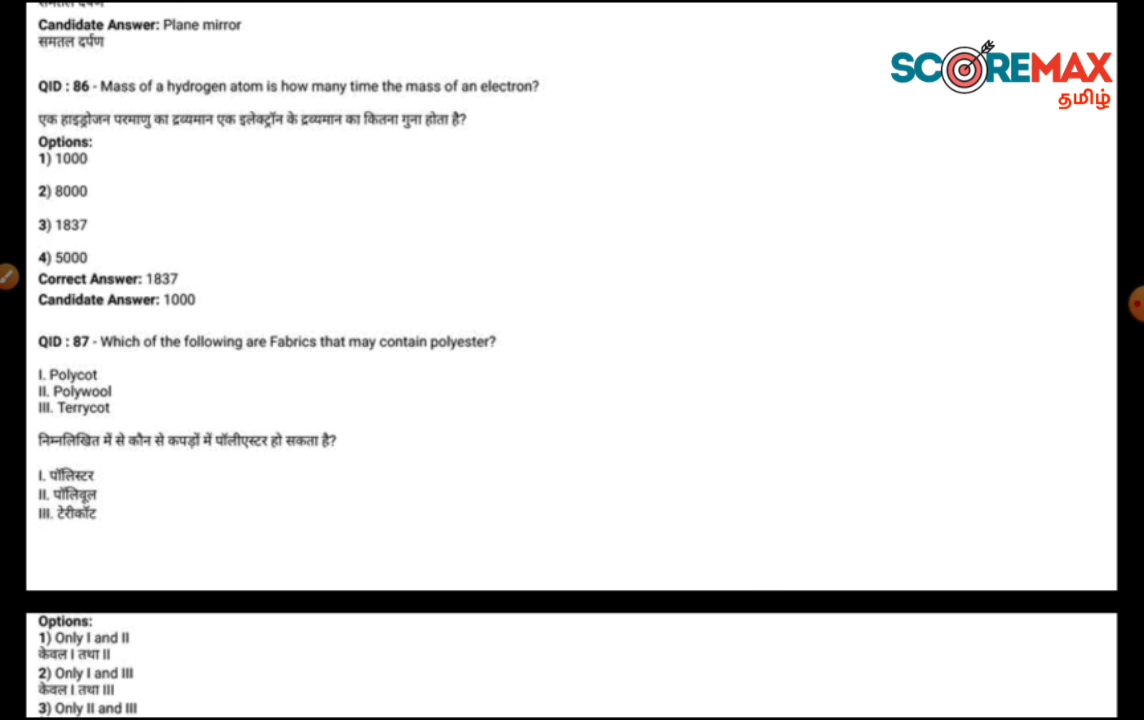 Candidate Answer: Plane mirror
समतल दर्पण
SCOREMAX
தமிழ்
QID : 86 - Mass of a hydrogen atom is how many time the mass of an electron?
एक हाइड्रोजन परमाणु का द्रव्यमान एक इलेक्ट्रॉन के द्रव्यमान का कितना गुना होता है?
Options:
1) 1000
2) 8000
3) 1837
4) 5000
Correct Answer: 1837
Candidate Answer: 1000
QID : 87 - Which of the following are Fabrics that may contain polyester?
I. Polycot
II. Polywool
III. Terrycot
निम्नलिखित में से कौन से कपड़ों में पॉलीएस्टर हो सकता है?
I. पॉलिस्टर
II. पॉलिवूल
III. टेरीकॉट
Options:
1) Only I and II
केवल I तथा II
2) Only I and III
केवल I तथा III
3) Only II and III